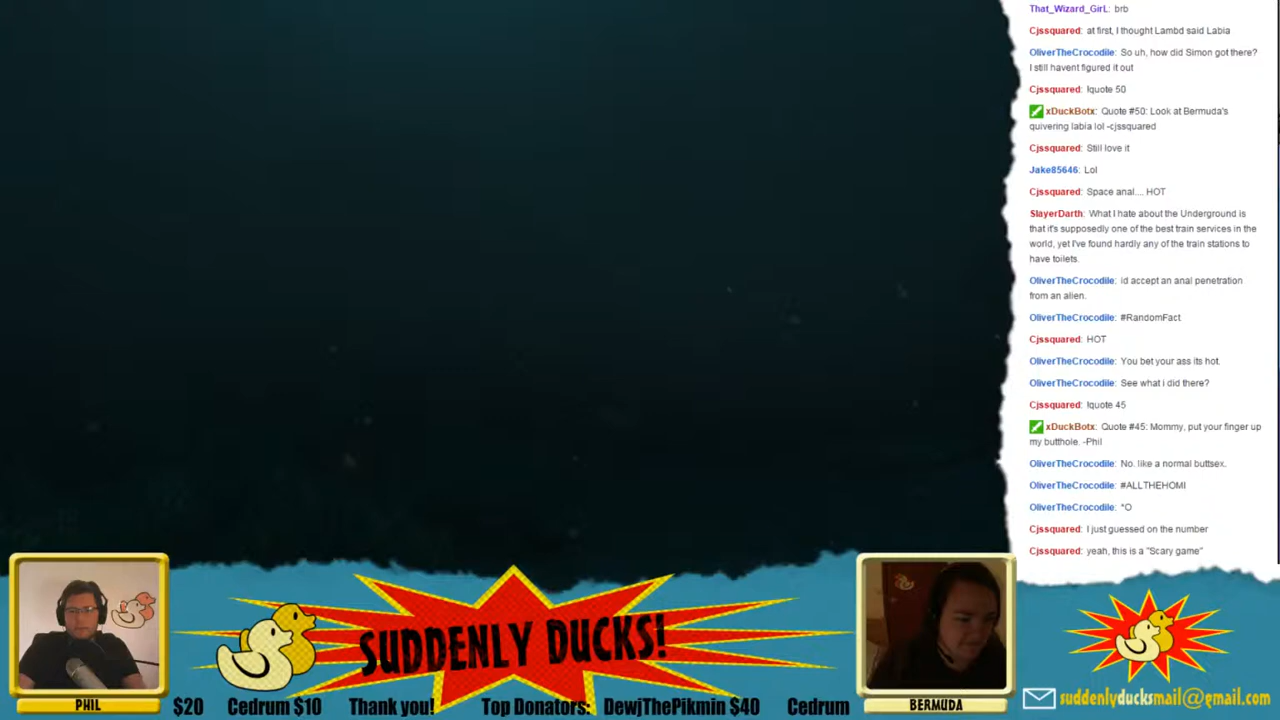 That_Wizard_GirL: brb
Cjssquared: at first, I thought Lambd said Labia
OliverTheCrocodile: So uh, how did Simon got there?
I still havent figured it out
Cjssquared: !quote 50
xDuckBotx: Quote #50: Look at Bermuda's
quivering labia lol -cjssquared
Cjssquared: Still love it
Jake85646: Lol
Cjssquared: Space anal.... HOT
SlayerDarth: What I hate about the Underground is
that it's supposedly one of the best train services in the
world, yet I've found hardly any of the train stations to
have toilets.
OliverTheCrocodile: id accept an anal penetration
from an alien.
OliverTheCrocodile: #RandomFact
Cjssquared: HOT
OliverTheCrocodile: You bet your ass its hot.
OliverTheCrocodile: See what i did there?
Cjssquared: !quote 45
xDuckBotx: Quote #45: Mommy, put your finger up
my butthole. -Phil
OliverTheCrocodile: No. like a normal buttsex.
OliverTheCrocodile: #ALLTHEHOMI
OliverTheCrocodile: *O
Cjssquared: I just guessed on the number
Cjssquared: yeah, this is a "Scary game"
SUDDENLY DUCKS!
PHIL
$20 Cedrum $10 Thank you! Top Donators: DewjThePikmin $40 Cedrum
BERMUDA
suddenlyducksmail@gmail.com